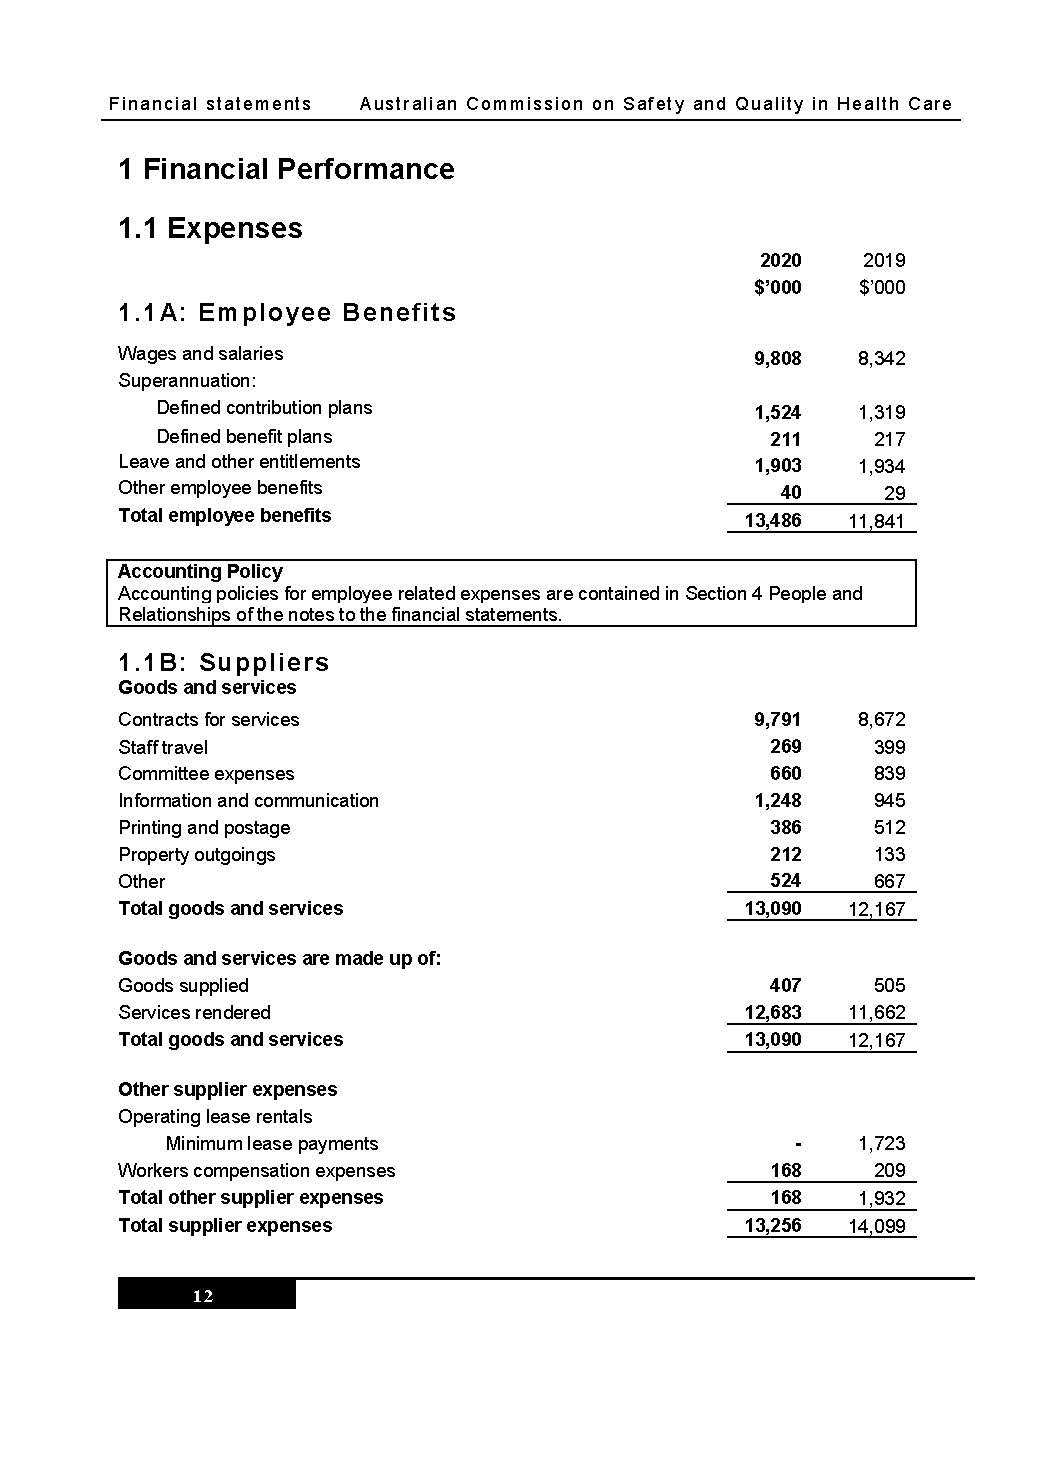 Financial statements Australian Commission on Safety and Quality in Health Care
1 Financial Performance
1.1 Expenses
2020 2019
$’000 $’000
1.1A: Employee Benefits
Wages and salaries 9,808 8,342
Superannuation:
Defined contribution plans 1,524 1,319
Defined benefit plans 211 217
Leave and other entitlements 1,903 1,934
Other employee benefits 40 29
Total employee benefits 13,486 11,841
Accounting Policy
Accounting policies for employee related expenses are contained in Section 4 People and
Relationships of the notes to the financial statements.
1.1B: Suppliers
Goods and services
Contracts for services 9,791 8,672
Staff travel 269 399
Committee expenses 660 839
Information and communication 1,248 945
Printing and postage 386 512
Property outgoings 212 133
Other 524 667
Total goods and services 13,090 12,167
Goods and services are made up of:
Goods supplied 407 505
Services rendered 12,683 11,662
Total goods and services 13,090 12,167
Other supplier expenses
Operating lease rentals
Minimum lease payments - 1,723
Workers compensation expenses 168 209
Total other supplier expenses 168 1,932
Total supplier expenses 13,256 14,099
12